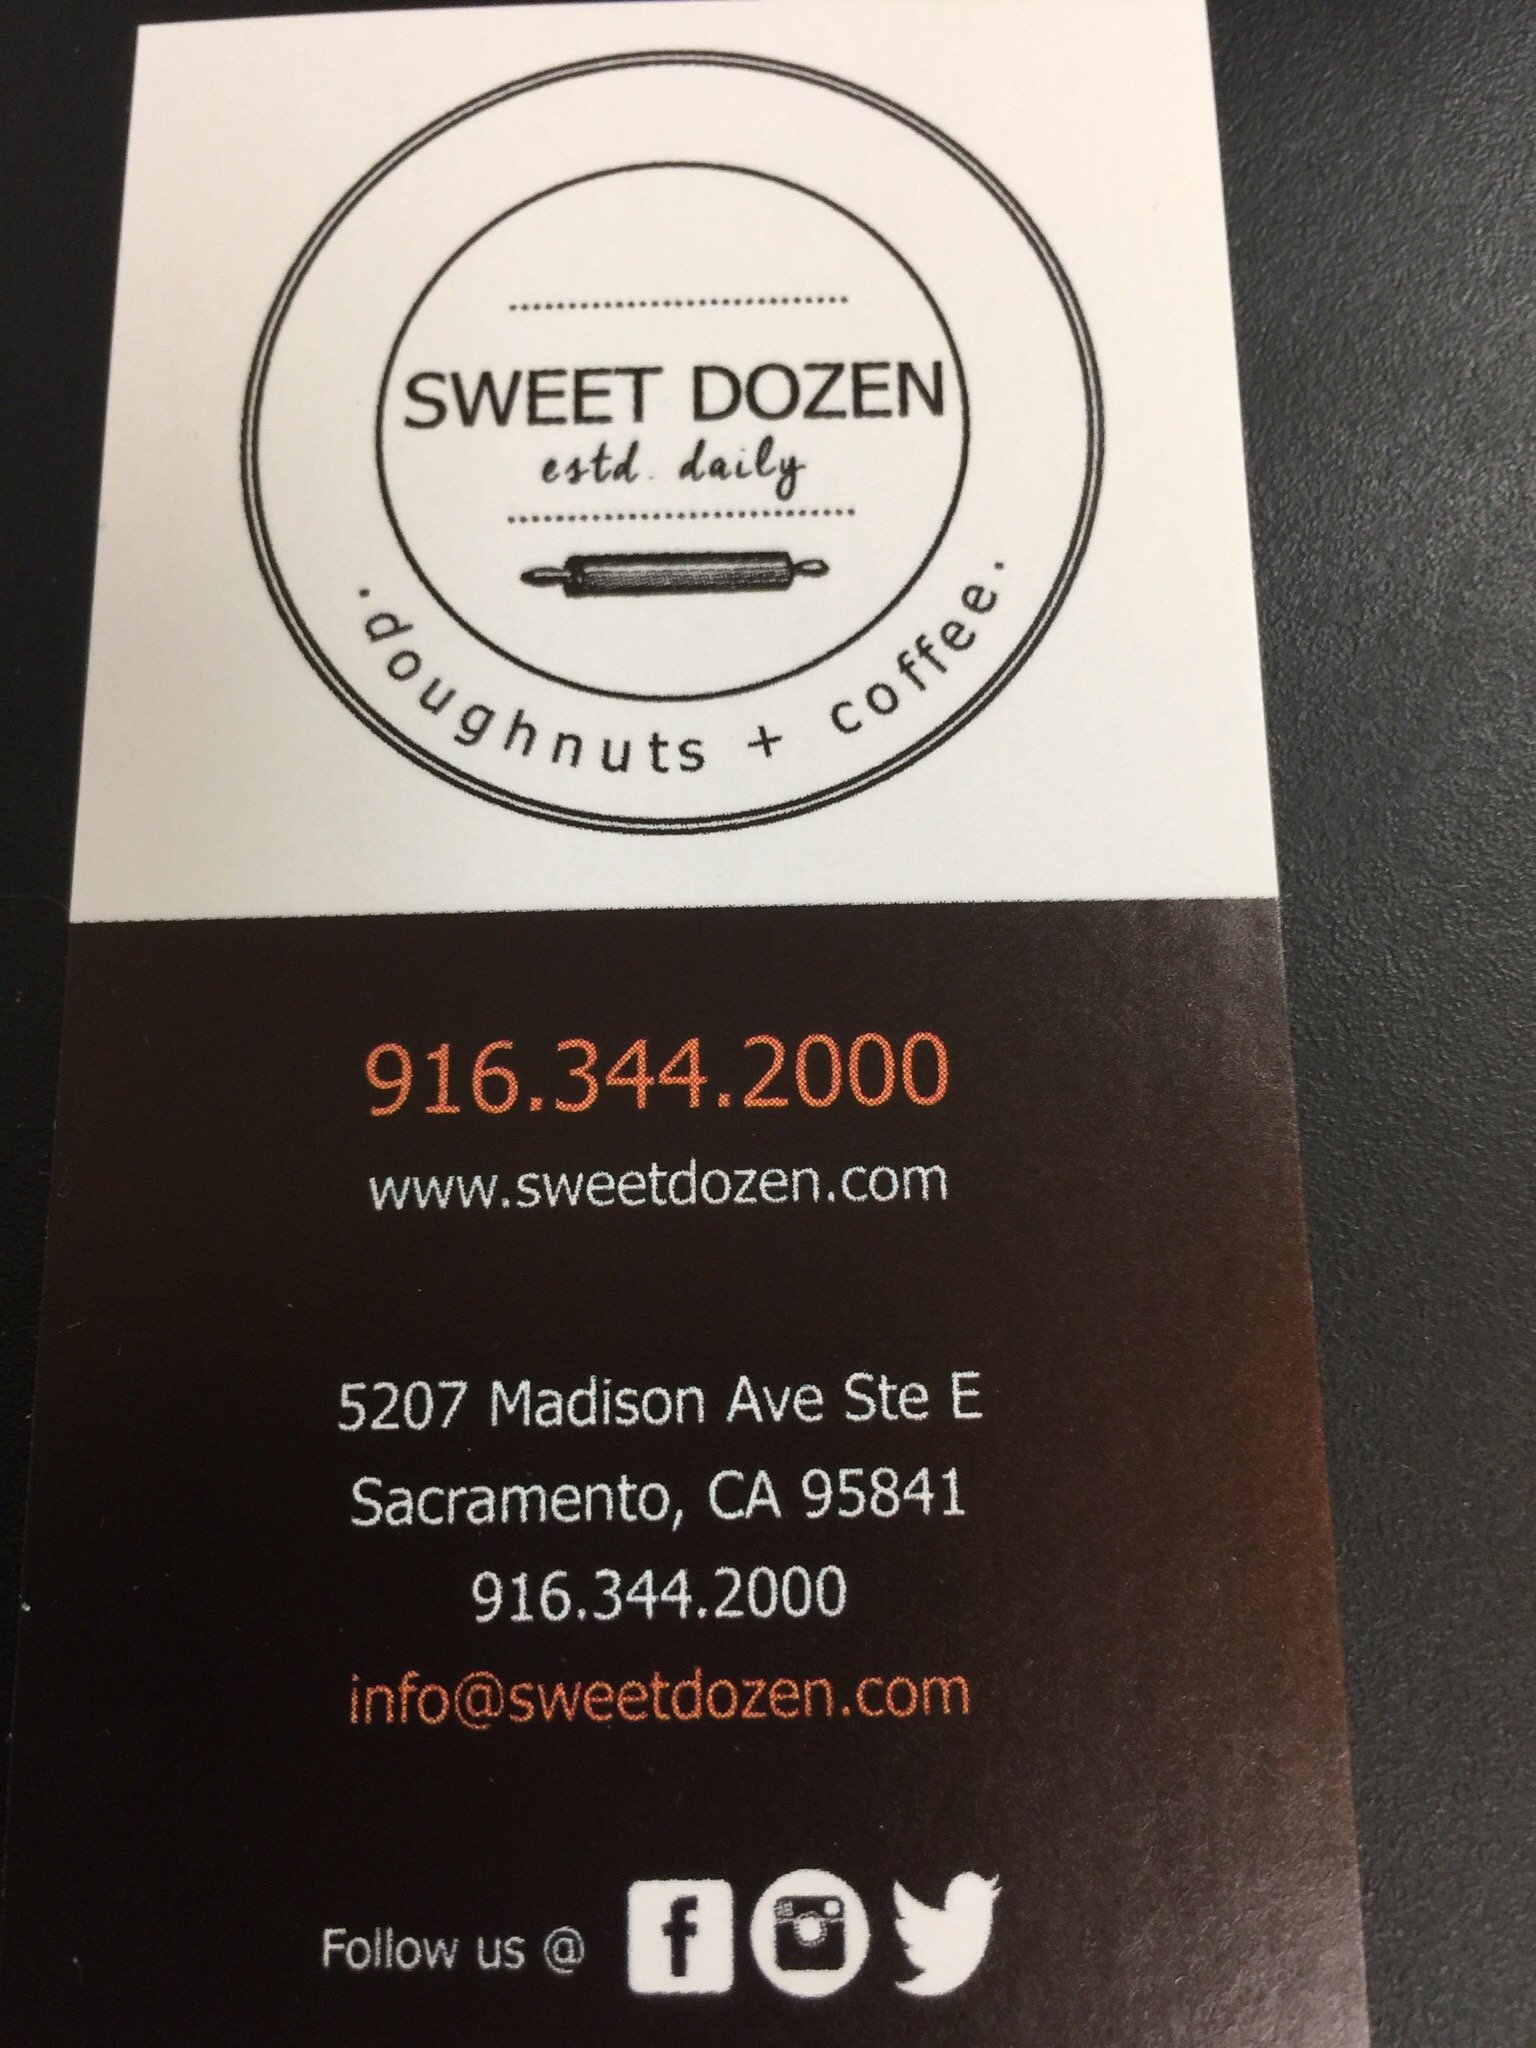 SWEET DOZEN
estd. daily
·doughnuts + coffee·
916.344.2000
www.sweetdozen.com
5207 Madison Ave Ste E
Sacramento, CA 95841
916.344.2000
info@sweetdozen.com
Follow us @